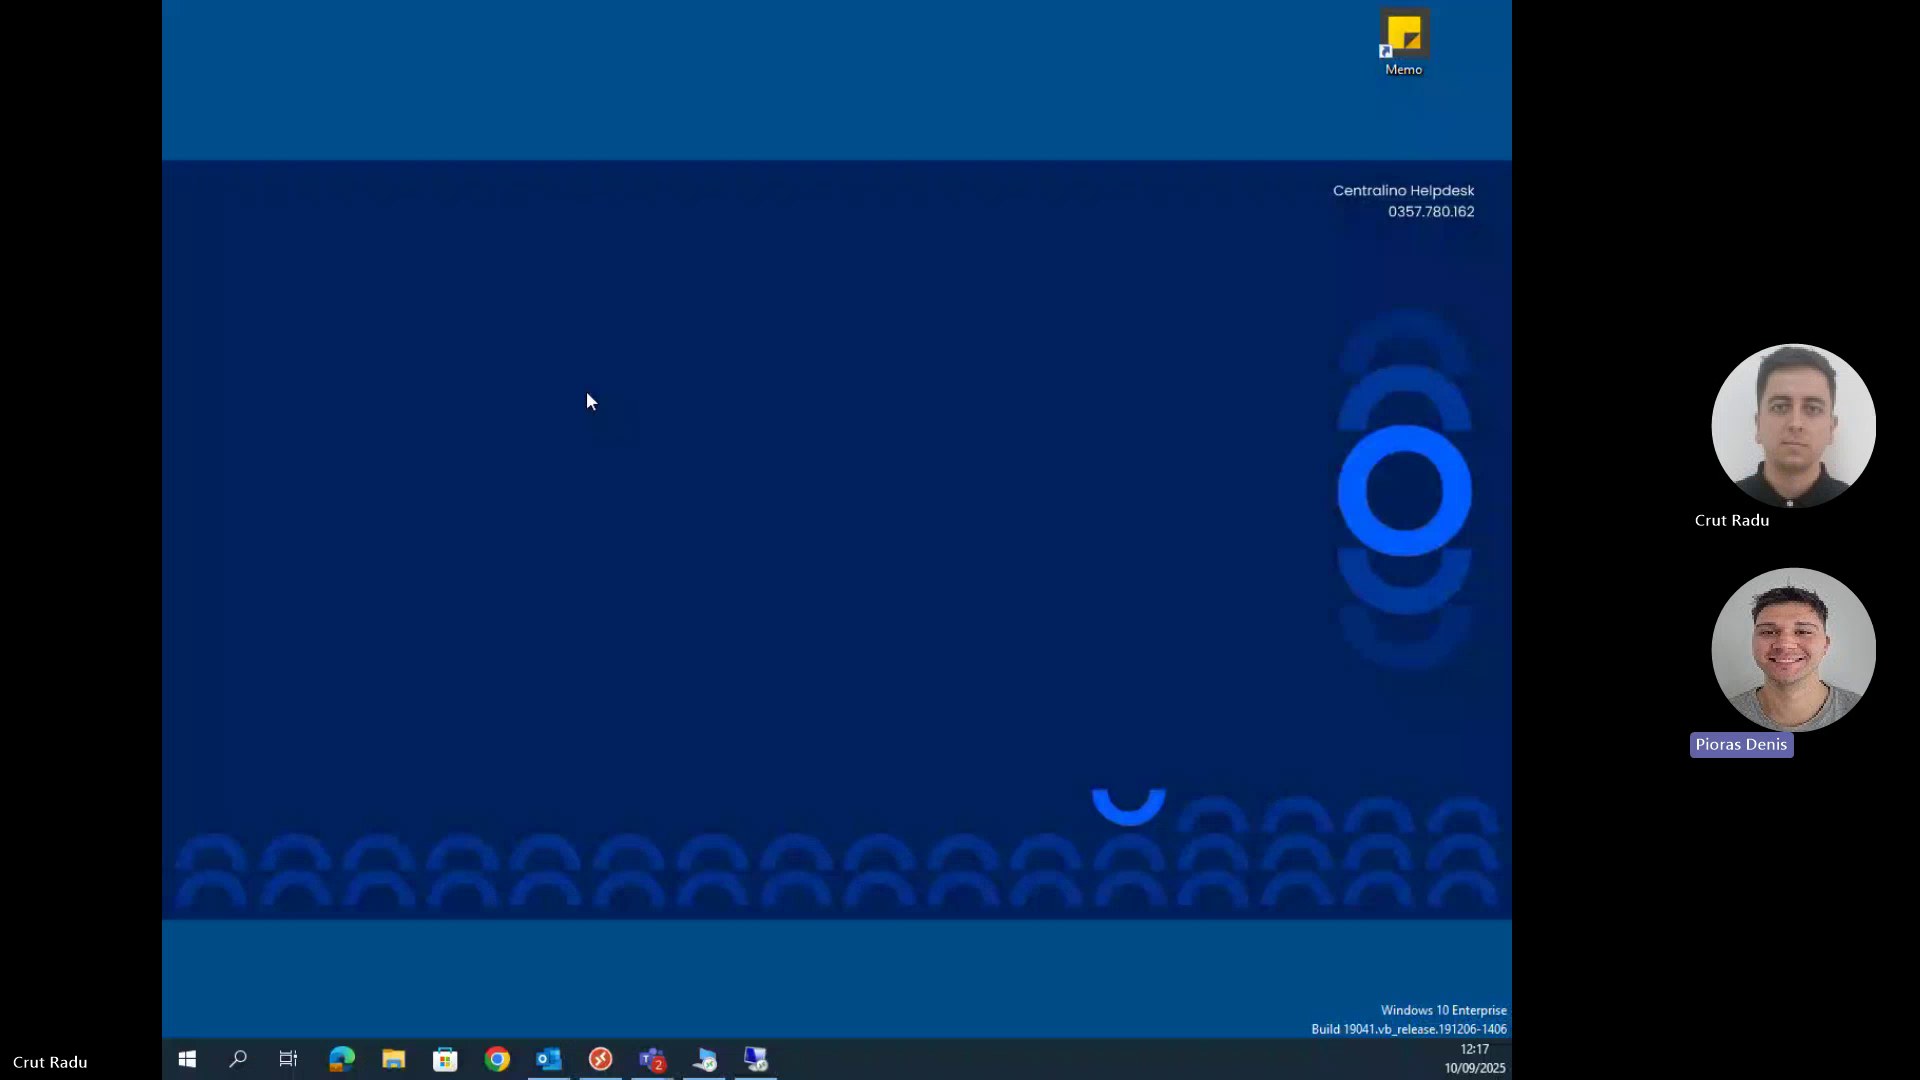 Memo
Centralino Helpdesk
0357.780.162
Crut Radu
Pioras Denis
Windows 10 Enterprise
Build 19041.vb_release.191206-1406
2
12:17
10/09/2025
Crut Radu